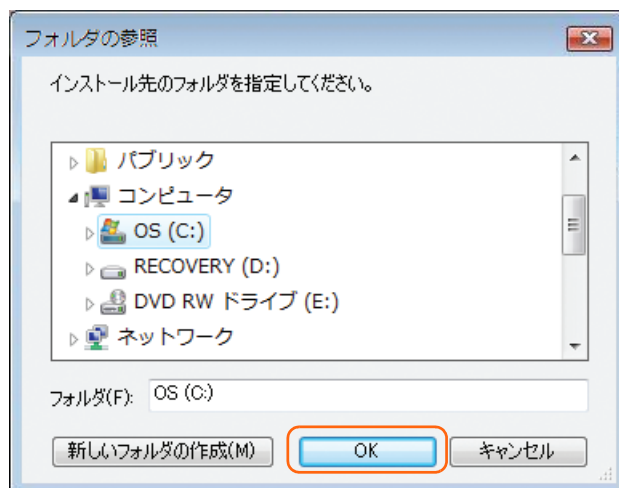 フォルダの参照
インストール先のフォルダを指定してください。
パブリック
コンピュータ
OS (C:)
RECOVERY (D:)
DVD RW ドライブ (E:)
ネットワーク
フォルダ(F): OS (C:)
新しいフォルダの作成(M) OK キャンセル